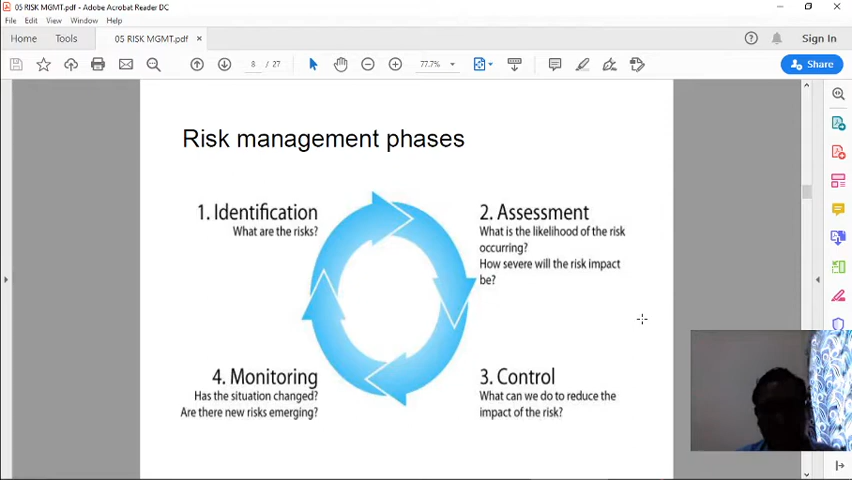 05 RISK MGMT.pdf - Adobe Acrobat Reader DC
File Edit View Window Help
Home Tools 05 RISK MGMT.pdf × Sign In
8 / 27 77.7% Share
Risk management phases
1. Identification
What are the risks?
2. Assessment
What is the likelihood of the risk
occurring?
How severe will the risk impact
be?
4. Monitoring
Has the situation changed?
Are there new risks emerging?
3. Control
What can we do to reduce the
impact of the risk?